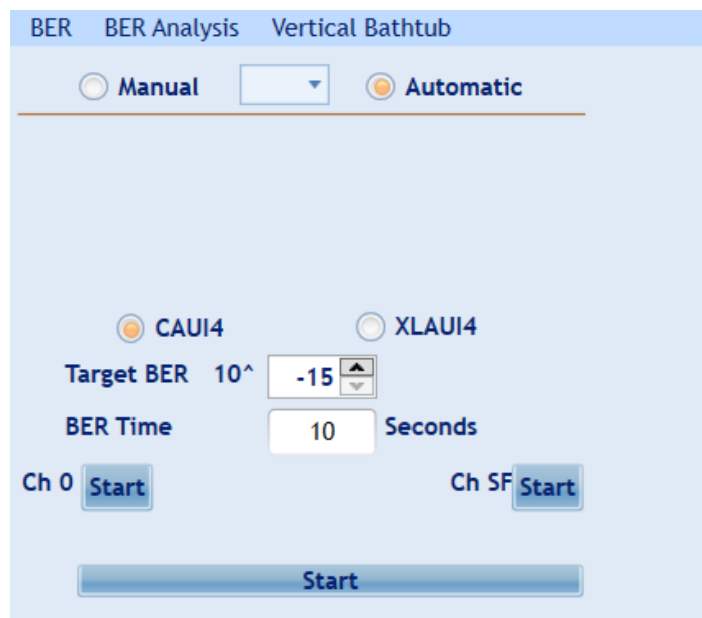 BER BER Analysis Vertical Bathtub
Manual Automatic
CAUI4 XLAUI4
Target BER 10^ -15
BER Time 10 Seconds
Ch 0 Start Ch SF Start
Start